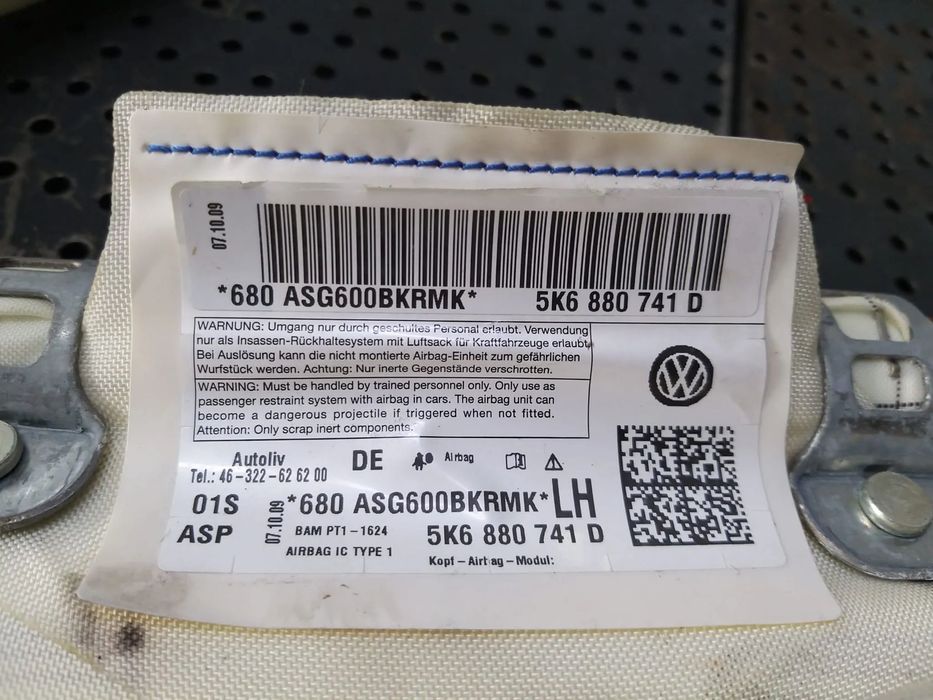 07.10.09
*680 ASG600BKRMK* 5K6 880 741 D
WARNUNG: Umgang nur durch geschultes Personal erlaubt. Verwendung
nur als Insassen-Rückhaltesystem mit Luftsack für Kraftfahrzeuge erlaubt.
Bei Auslösung kann die nicht montierte Airbag-Einheit zum gefährlichen
Wurfstück werden. Achtung: Nur inerte Gegenstände verschrotten.
WARNING: Must be handled by trained personnel only. Only use as
passenger restraint system with airbag in cars. The airbag unit can
become a dangerous projectile if triggered when not fitted.
Attention: Only scrap inert components.
Autoliv DE Airbag
Tel.: 46-322-62 62 00
01S *680 ASG600BKRMK* LH
ASP 07.10.09 BAM PT1-1624 5K6 880 741 D
AIRBAG IC TYPE 1 Kopf-Airbag-Modul: